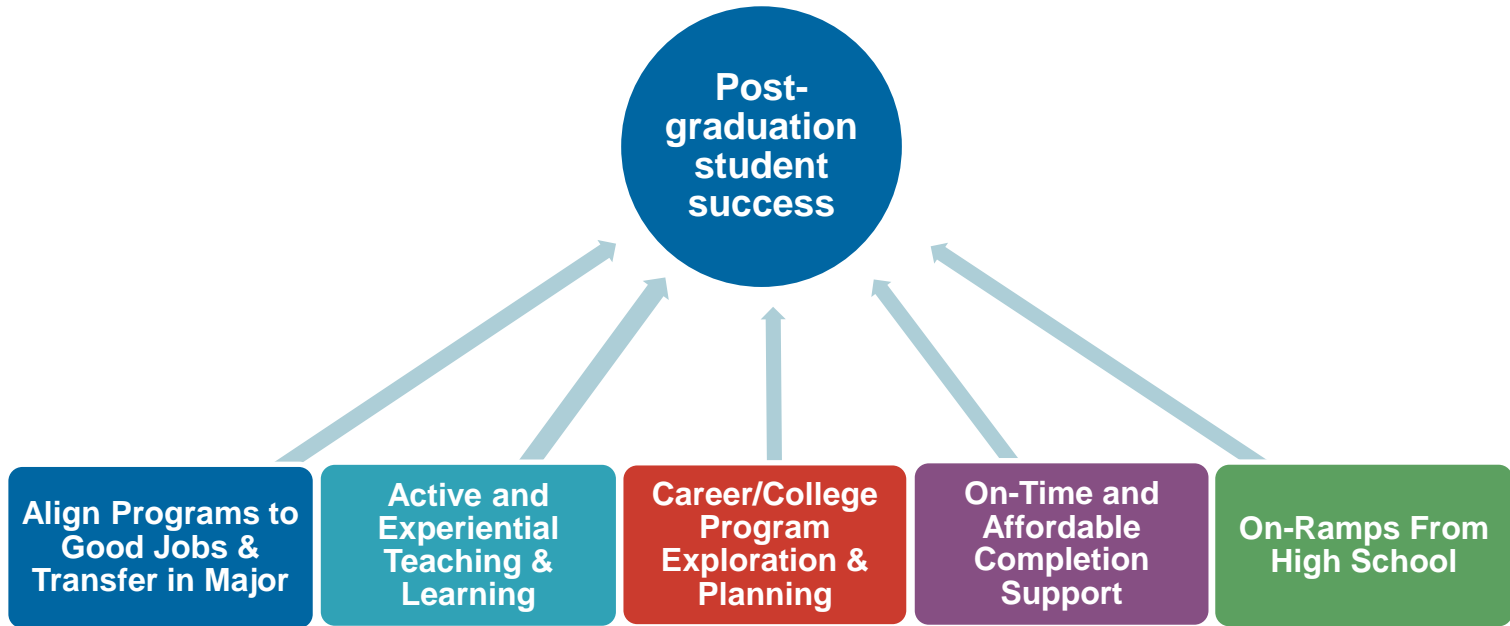 Post-
graduation
student
success
Align Programs to
Good Jobs &
Transfer in Major
Active and
Experiential
Teaching &
Learning
Career/College
Program
Exploration &
Planning
On-Time and
Affordable
Completion
Support
On-Ramps From
High School